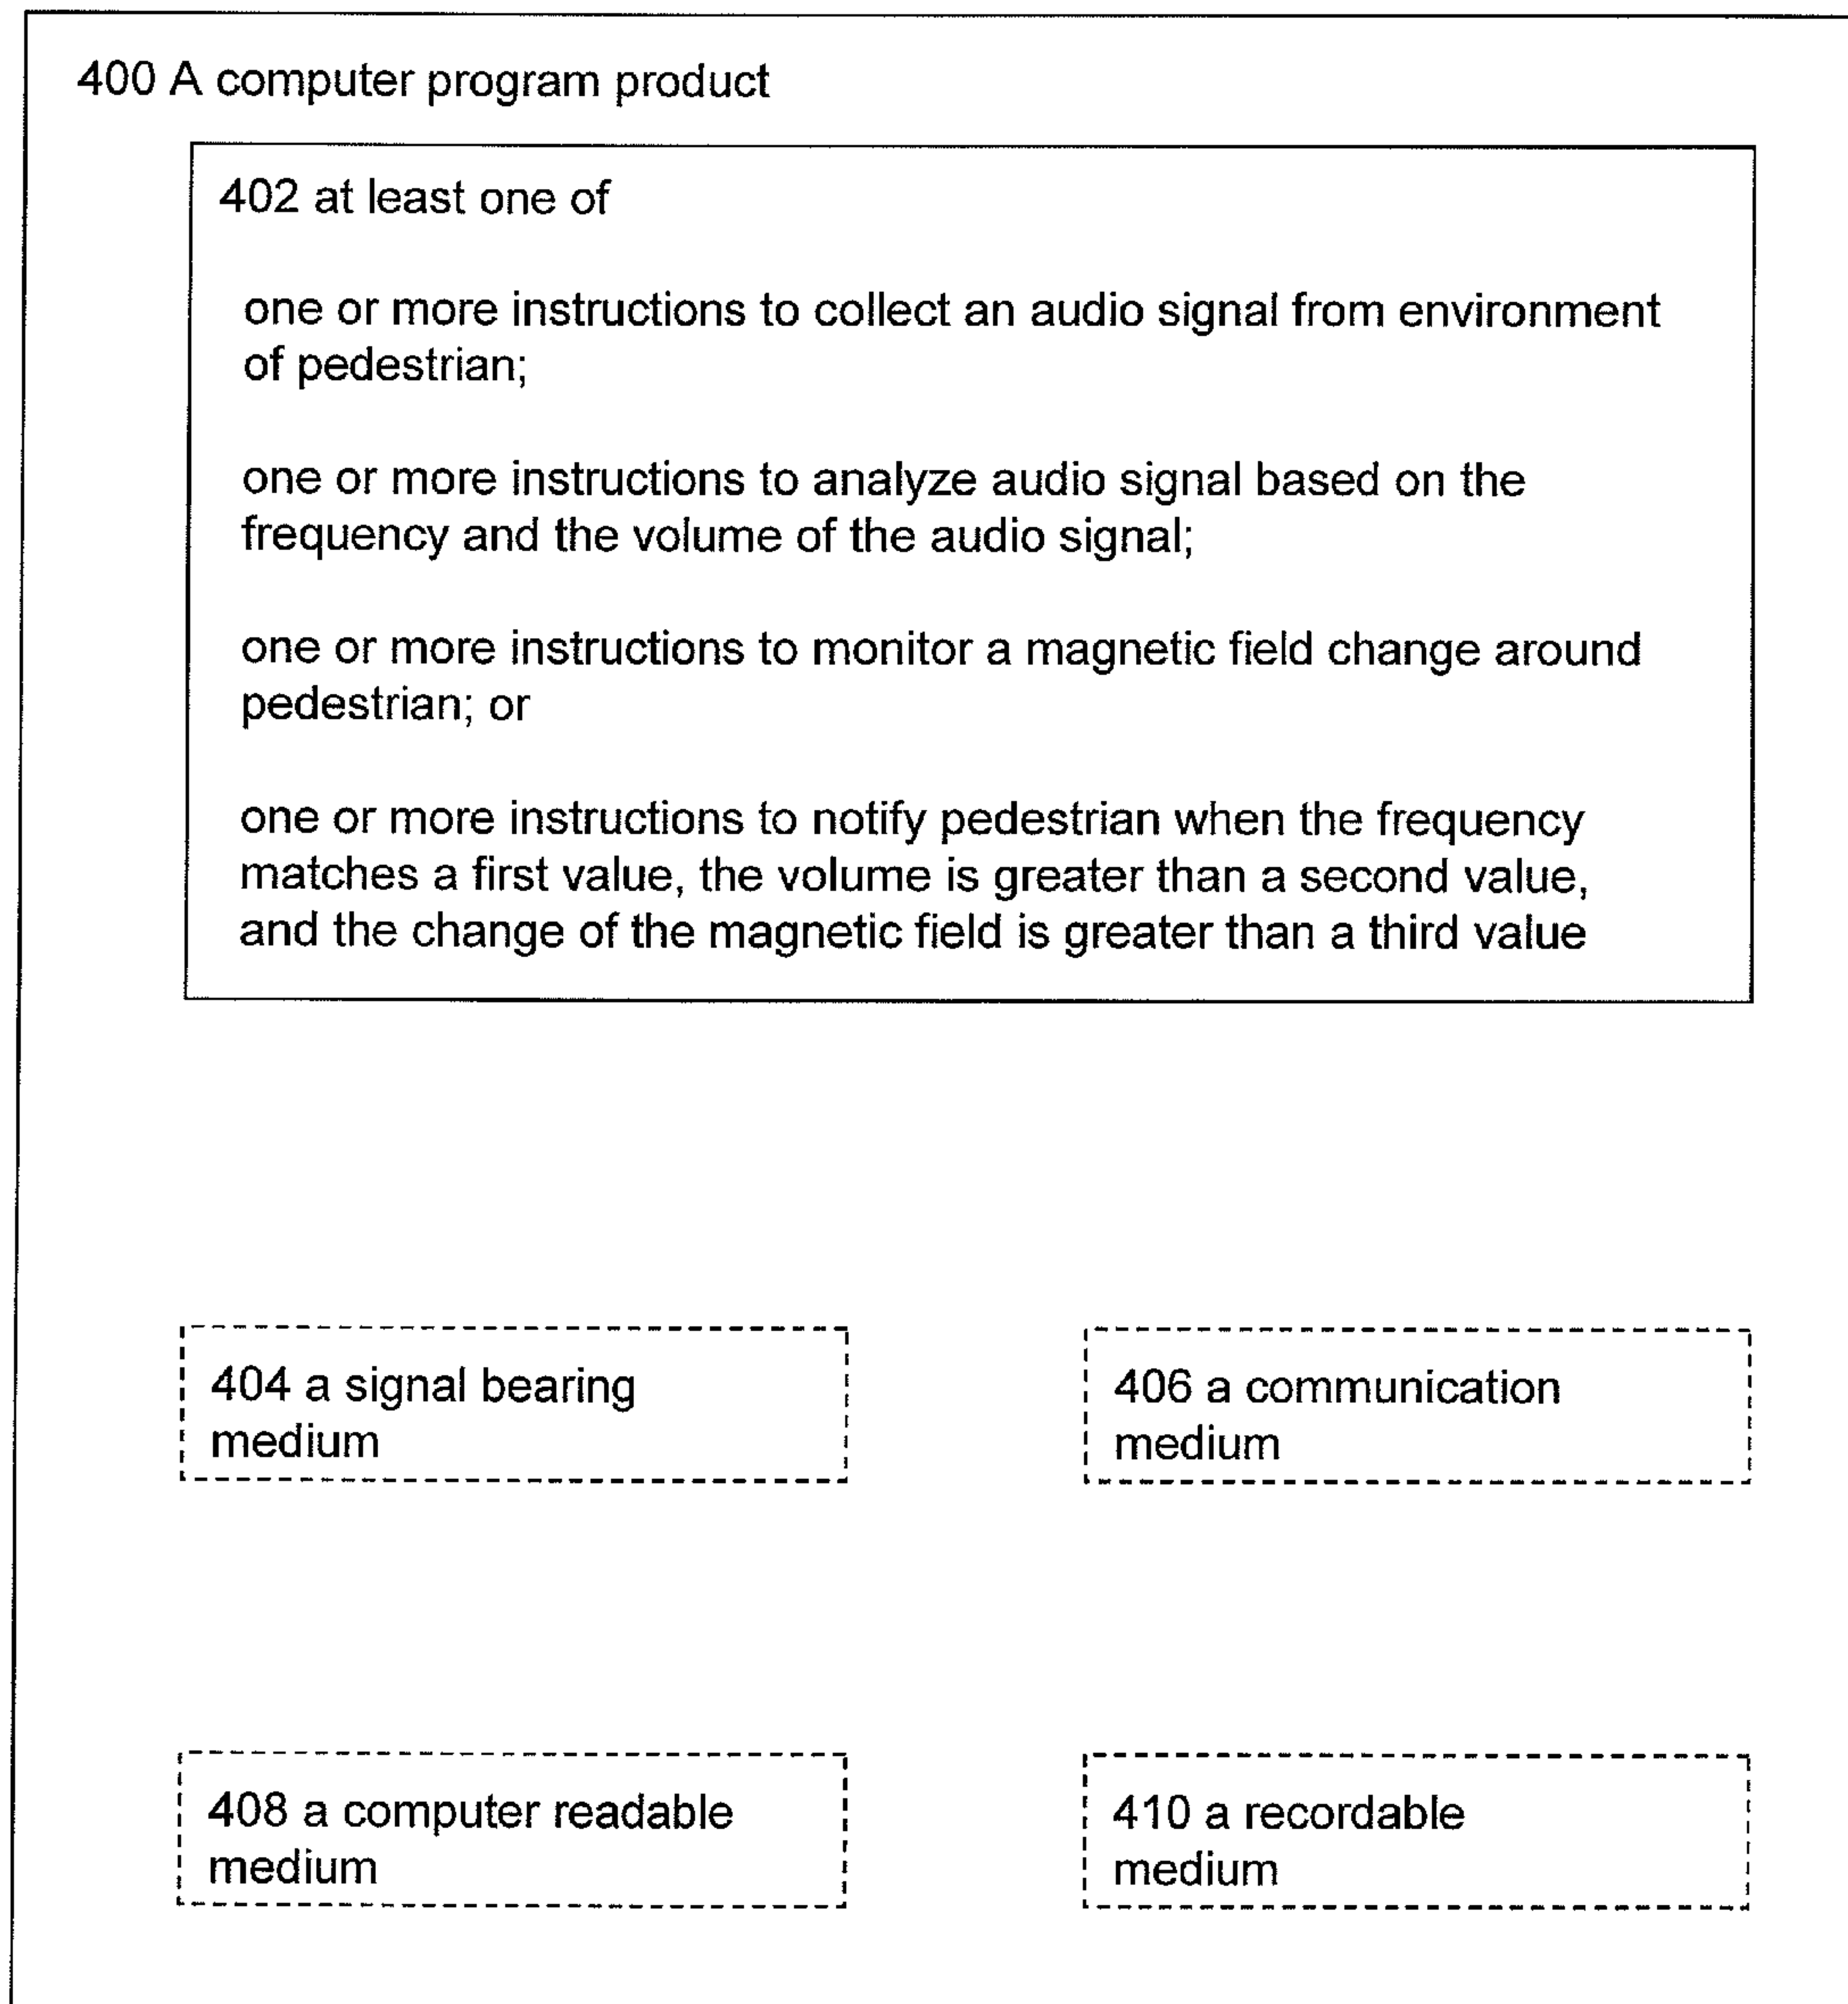 400 A computer program product
402 at least one of
one or more instructions to collect an audio signal from environment
of pedestrian;
one or more instructions to analyze audio signal based on the
frequency and the volume of the audio signal;
one or more instructions to monitor a magnetic field change around
pedestrian; or
one or more instructions to notify pedestrian when the frequency
matches a first value, the volume is greater than a second value,
and the change of the magnetic field is greater than a third value
404 a signal bearing
medium
406 a communication
medium
408 a computer readable
medium
410 a recordable
medium